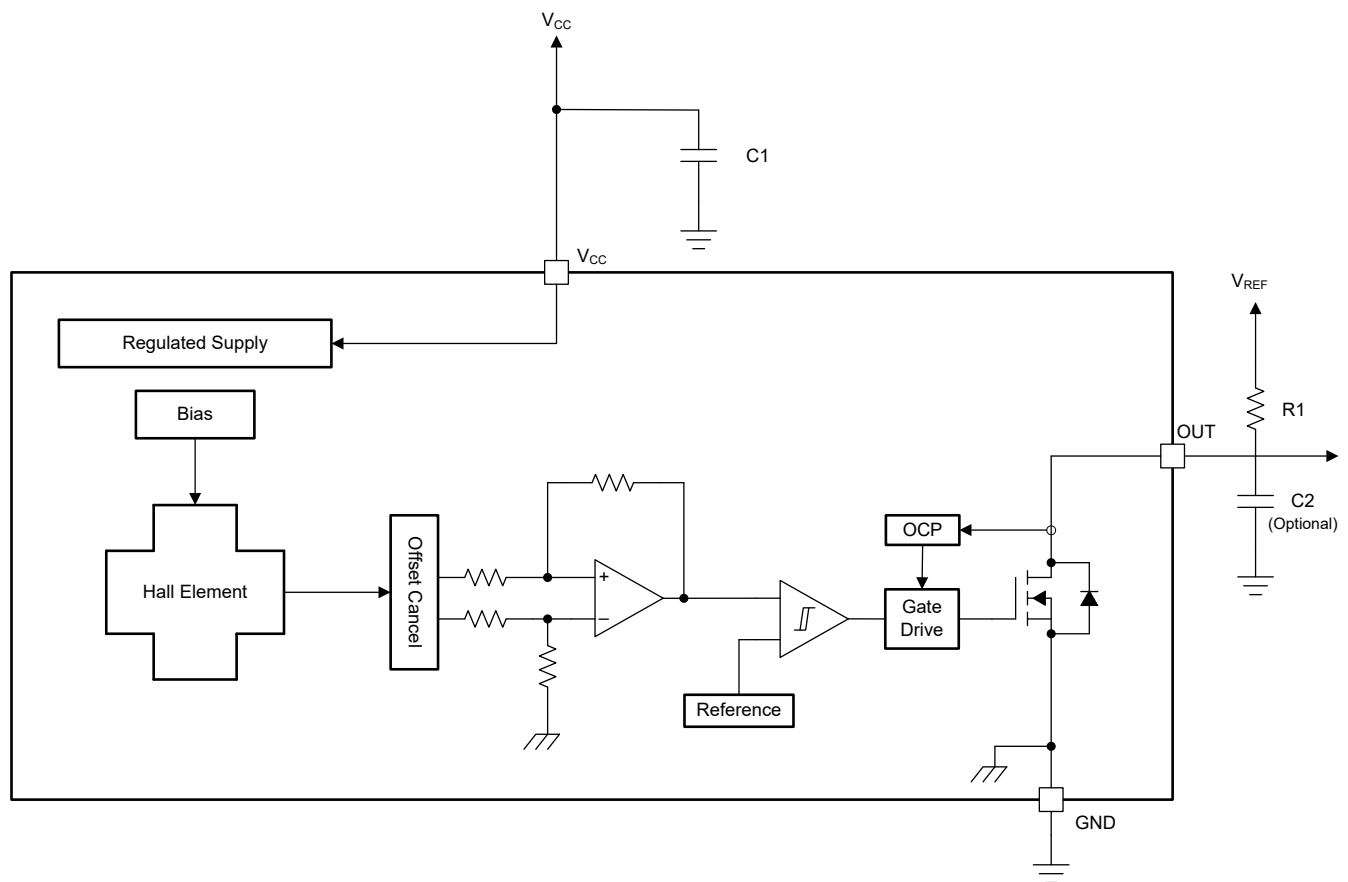 V_CC
C1
V_CC
Regulated Supply
V_REF
Bias
R1
OUT
Hall Element
Offset Cancel
+
−
OCP
Gate
Drive
C2
(Optional)
Reference
GND